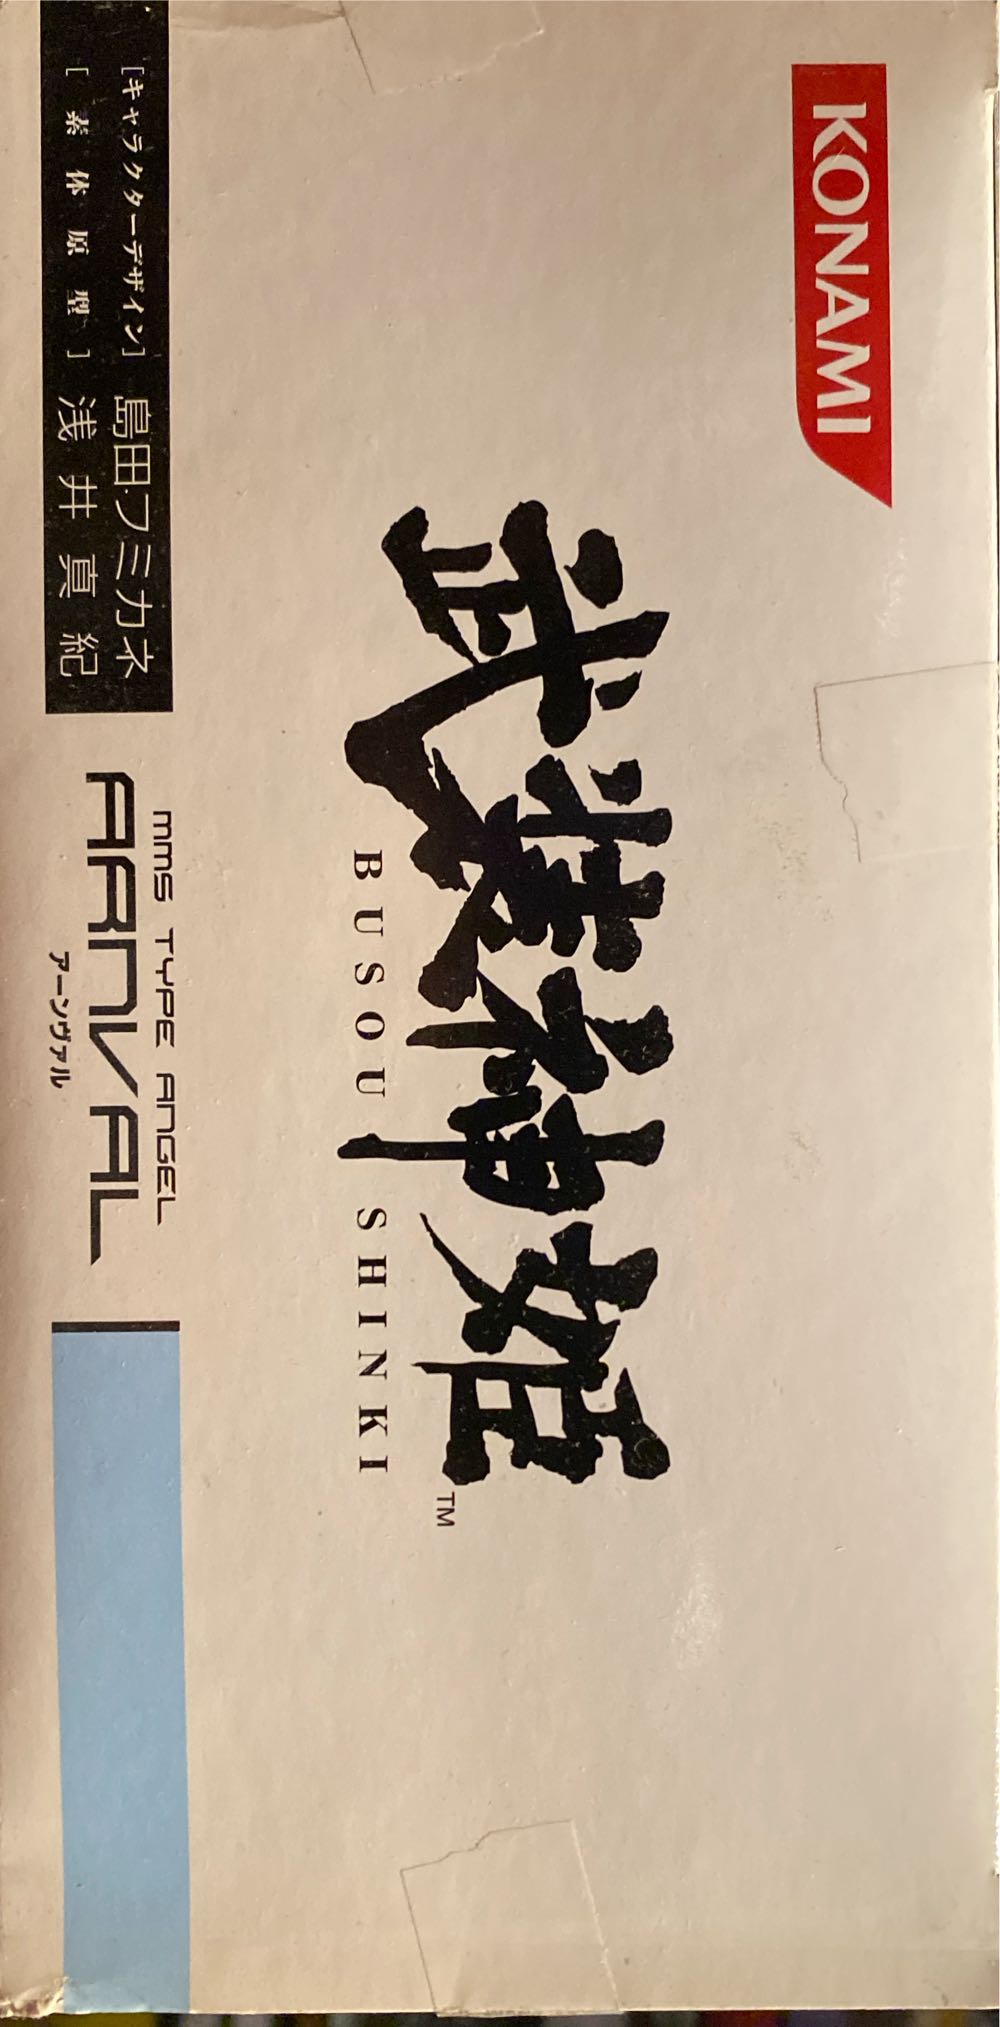 KONAMI
武装神姫
BUSOU SHINKI
TM
[キャラクターデザイン] 島田フミカネ
[素体原型] 浅井真紀
MMS TYPE ANGEL
ARNVAL
アーンヴァル